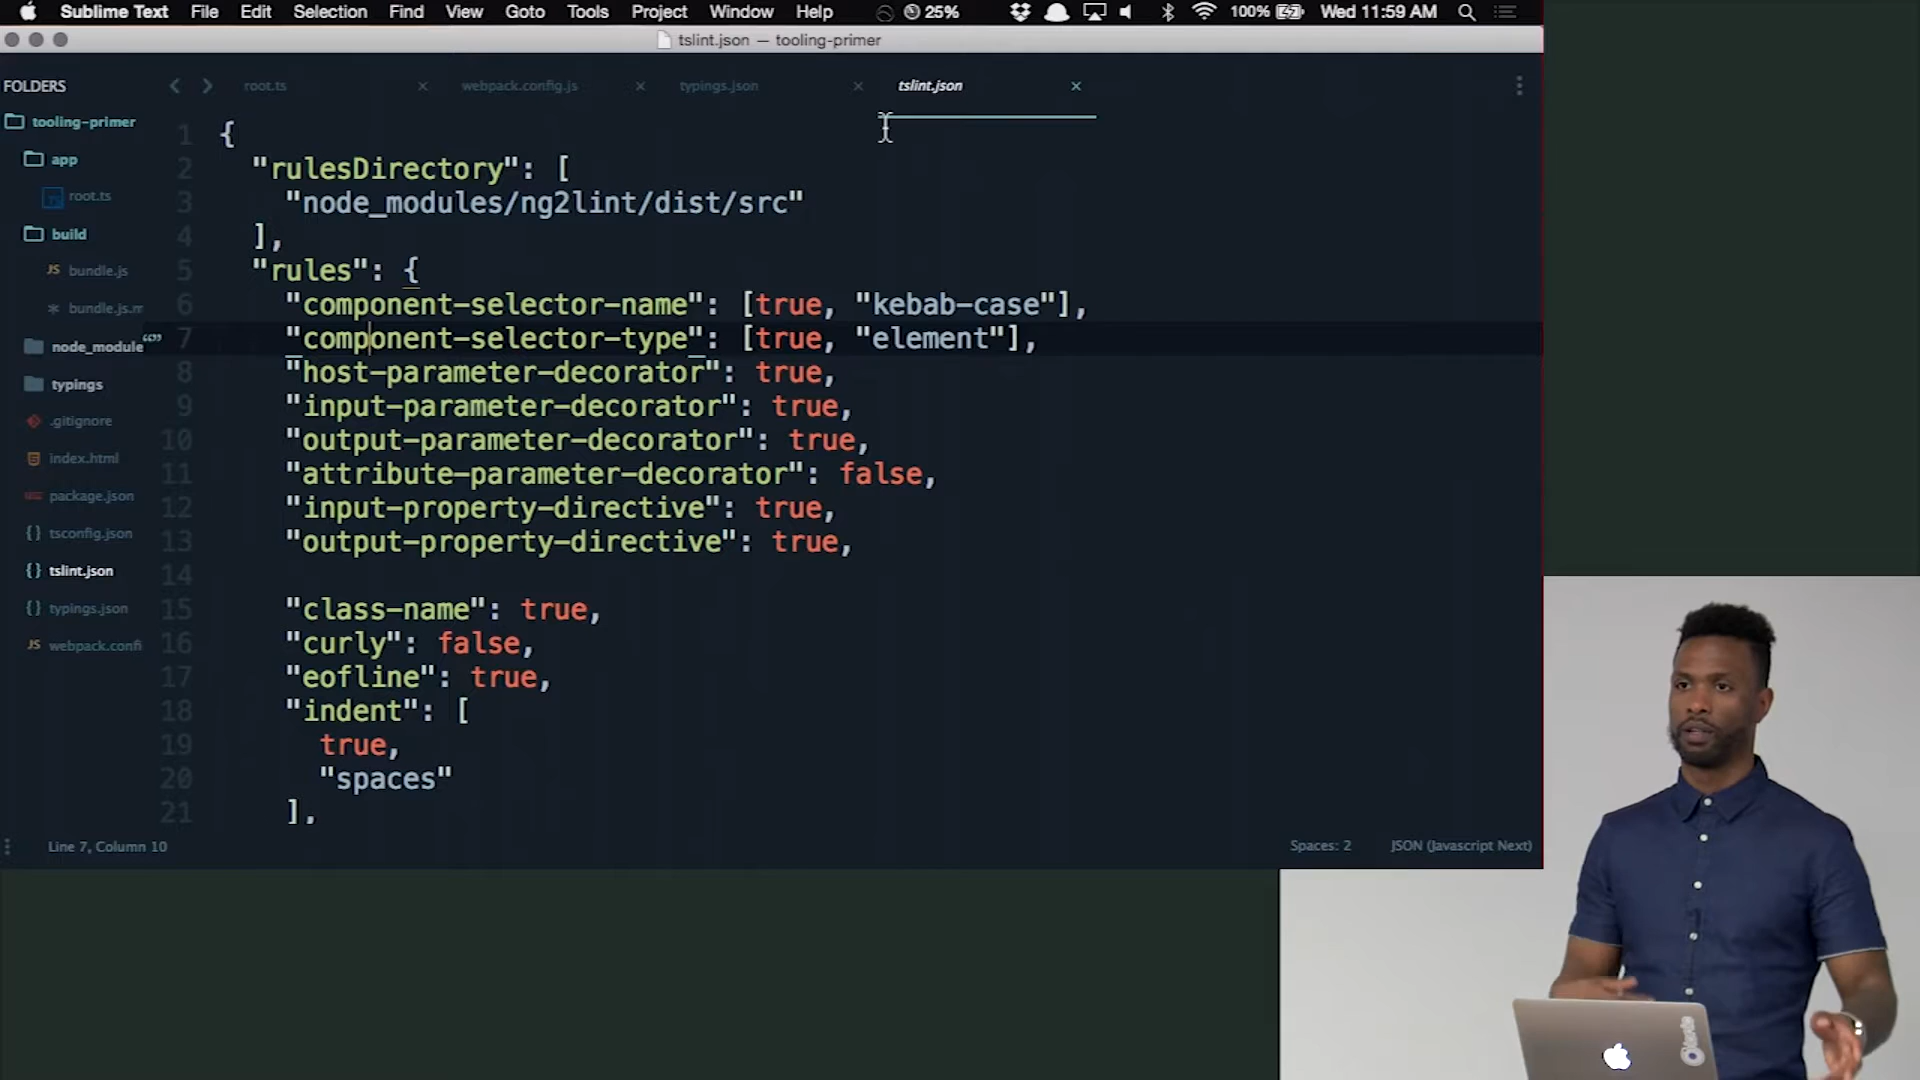 Sublime Text File Edit Selection Find View Goto Tools Project Window Help 25% 100% Wed 11:59 AM
tslint.json — tooling-primer
FOLDERS
tooling-primer
app
root.ts
build
JS bundle.js
* bundle.js.m
node_module
typings
.gitignore
index.html
package.json
{} tsconfig.json
{} tslint.json
{} typings.json
JS webpack.confi
root.ts × webpack.config.js × typings.json × tslint.json ×
1 {
2 "rulesDirectory": [
3 "node_modules/ng2lint/dist/src"
4 ],
5 "rules": {
6 "component-selector-name": [true, "kebab-case"],
7 "component-selector-type": [true, "element"],
8 "host-parameter-decorator": true,
9 "input-parameter-decorator": true,
10 "output-parameter-decorator": true,
11 "attribute-parameter-decorator": false,
12 "input-property-directive": true,
13 "output-property-directive": true,
14
15 "class-name": true,
16 "curly": false,
17 "eofline": true,
18 "indent": [
19 true,
20 "spaces"
21 ],
Line 7, Column 10 Spaces: 2 JSON (Javascript Next)